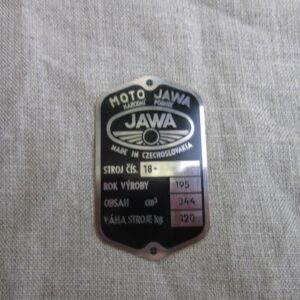 MOTO JAWA
NÁRODNÍ PODNIK
JAWA
MADE IN CZECHOSLOVAKIA
STROJ ČÍS. 18-
ROK VÝROBY 195
OBSAH cm³ 344
VÁHA STROJE kg 120